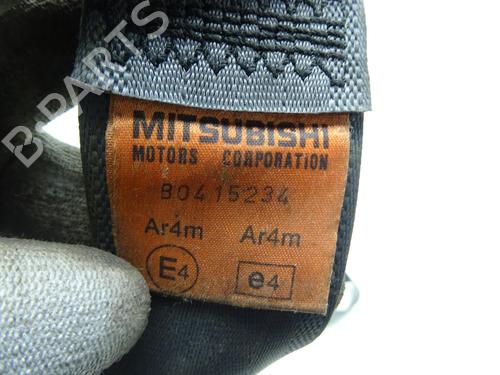 B PARTS
MITSUBISHI
MOTORS CORPORATION
B0415234
Ar4m Ar4m
E4 e4